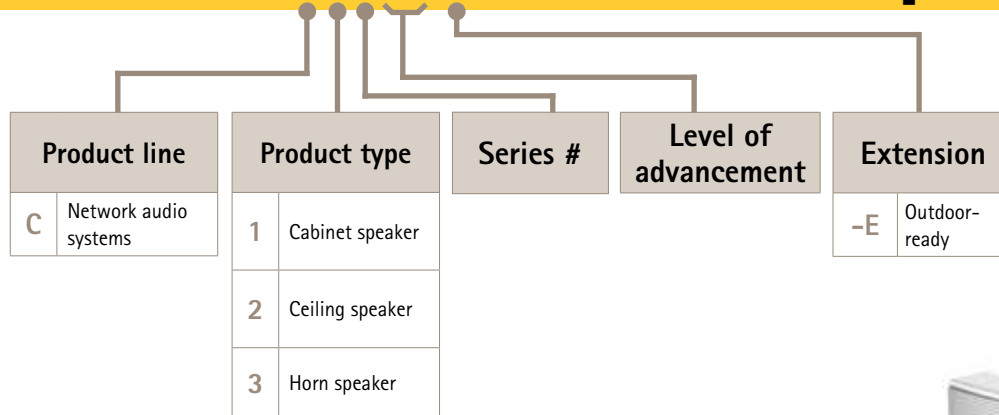 Product line
Product type
Series #
Level of
advancement
Extension
C
Network audio
systems
1
Cabinet speaker
2
Ceiling speaker
3
Horn speaker
-E
Outdoor-
ready